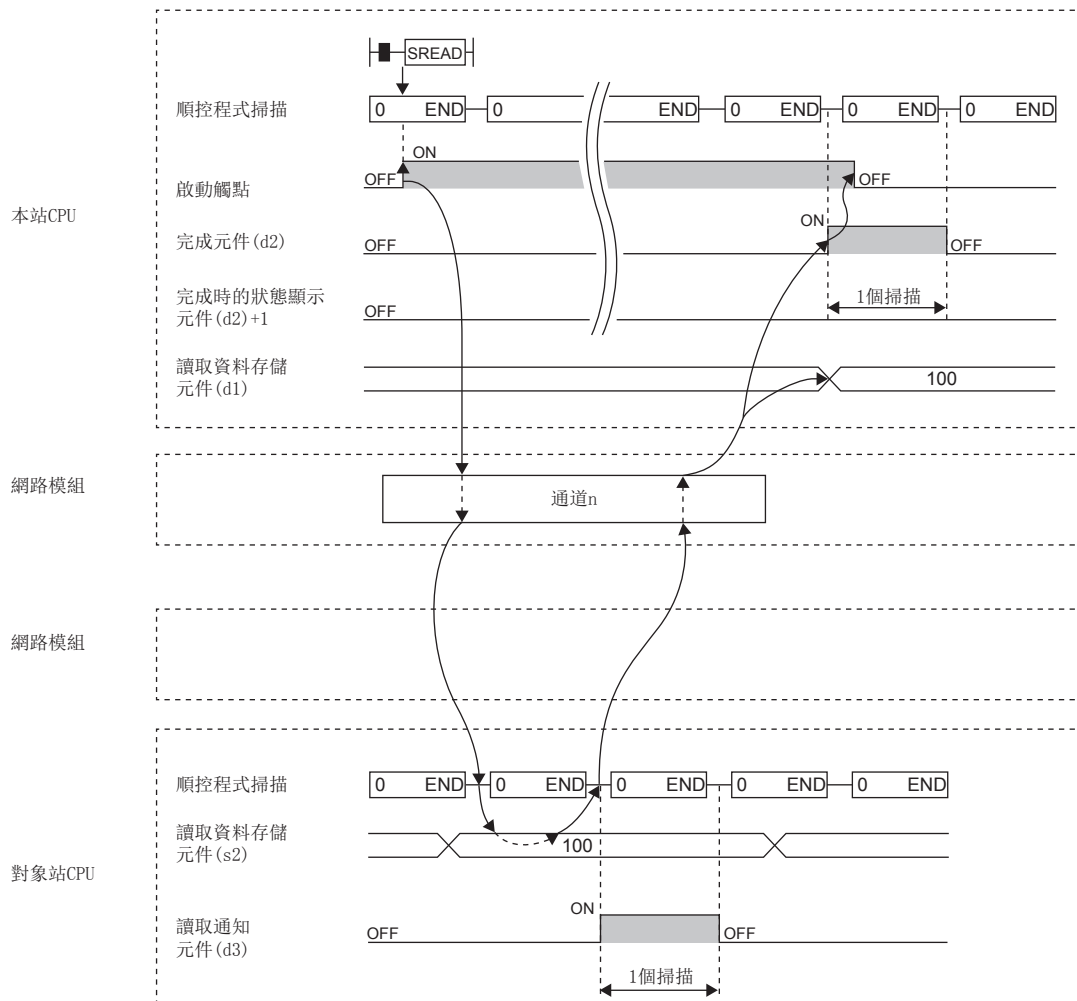 SREAD
順控程式掃描
0 END 0 END 0 END 0 END 0 END
ON
啟動觸點
OFF
OFF
本站CPU
ON
完成元件(d2)
OFF
OFF
完成時的狀態顯示
元件(d2)+1
OFF
1個掃描
讀取資料存儲
元件(d1)
100
網路模組
通道n
網路模組
順控程式掃描
0 END 0 END 0 END 0 END 0 END
讀取資料存儲
元件(s2)
100
對象站CPU
ON
讀取通知
元件(d3)
OFF
OFF
1個掃描